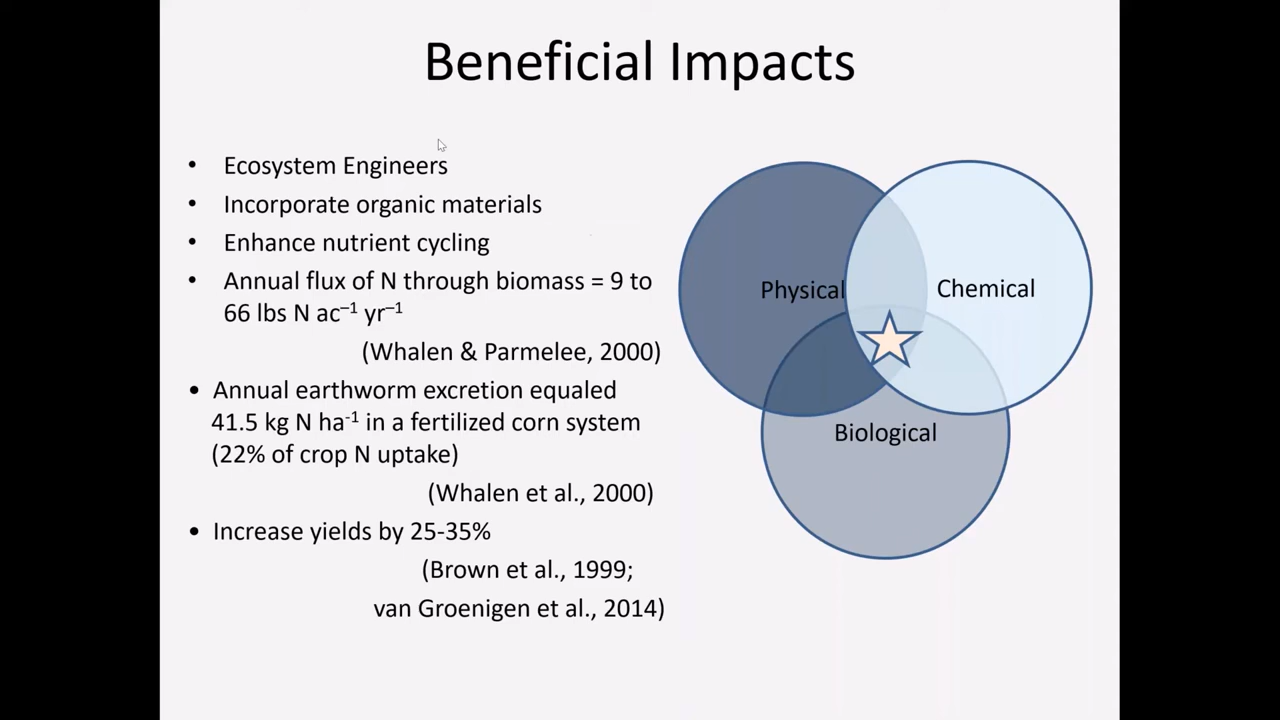 Beneficial Impacts
• Ecosystem Engineers
• Incorporate organic materials
• Enhance nutrient cycling
• Annual flux of N through biomass = 9 to
66 lbs N ac⁻¹ yr⁻¹
(Whalen & Parmelee, 2000)
• Annual earthworm excretion equaled
41.5 kg N ha⁻¹ in a fertilized corn system
(22% of crop N uptake)
(Whalen et al., 2000)
• Increase yields by 25-35%
(Brown et al., 1999;
van Groenigen et al., 2014)
Physical
Chemical
Biological